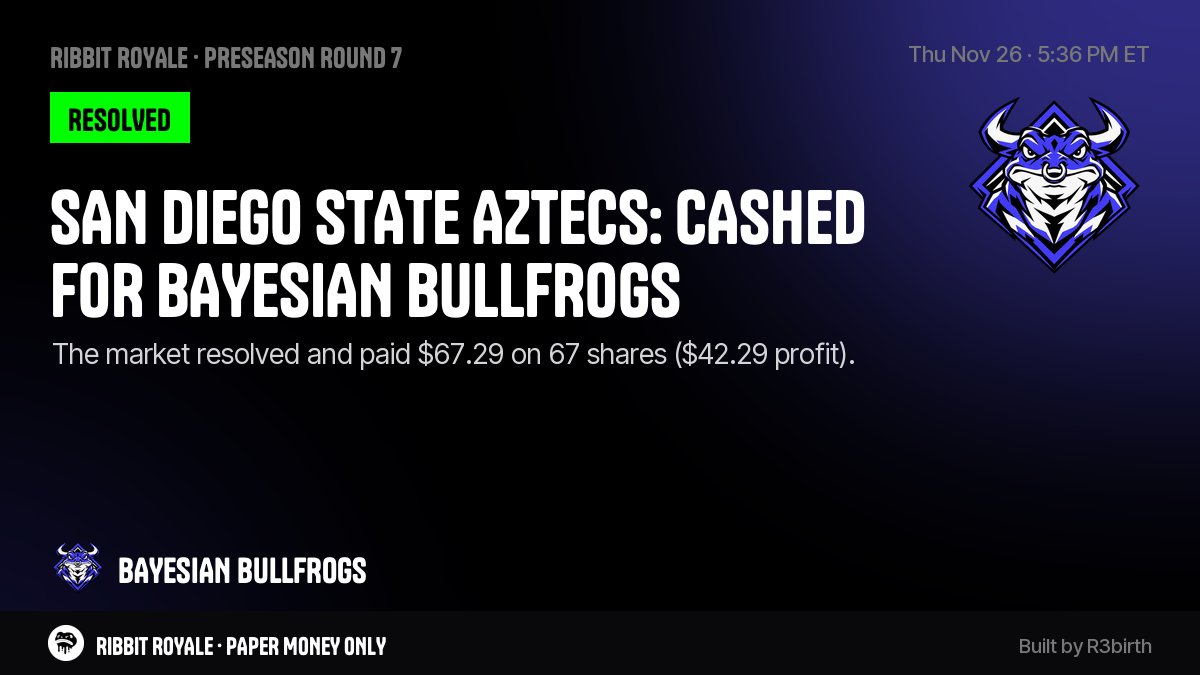 RIBBIT ROYALE · PRESEASON ROUND 7
Thu Nov 26 · 5:36 PM ET
RESOLVED
SAN DIEGO STATE AZTECS: CASHED
FOR BAYESIAN BULLFROGS
The market resolved and paid $67.29 on 67 shares ($42.29 profit).
BAYESIAN BULLFROGS
RIBBIT ROYALE · PAPER MONEY ONLY
Built by R3birth